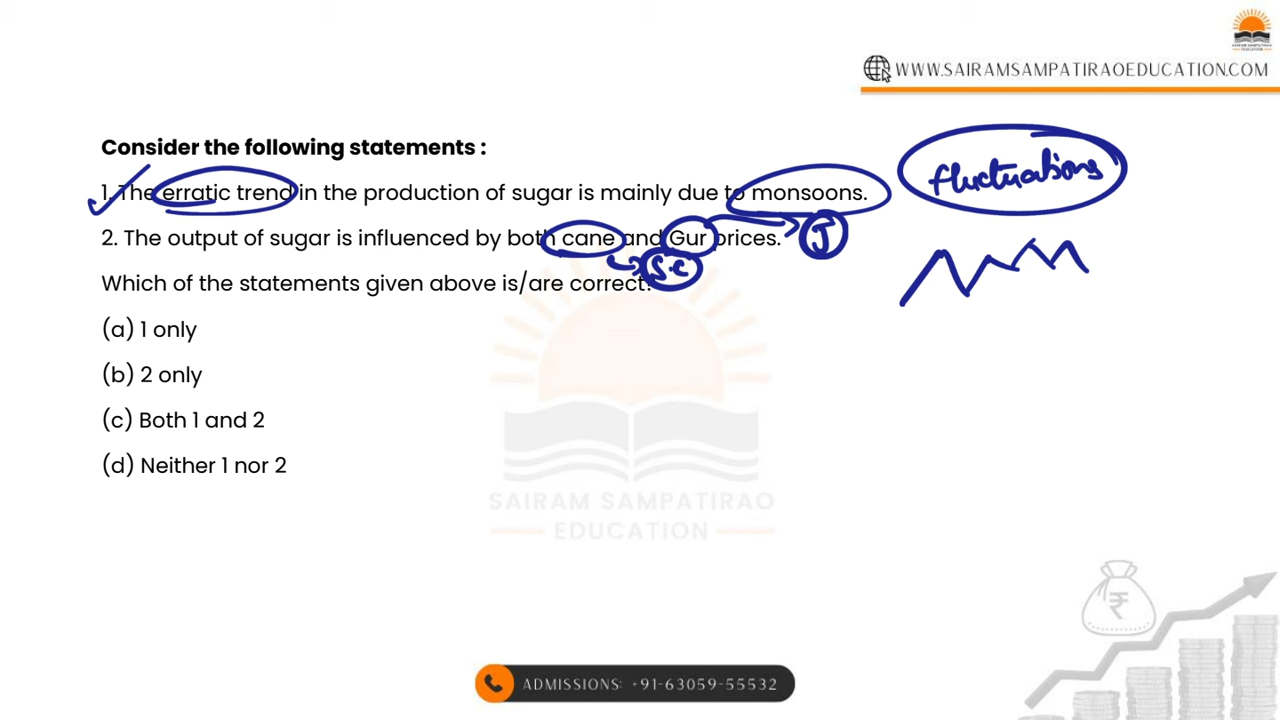 SAIRAM SAMPATIRAO
EDUCATION
WWW.SAIRAMSAMPATIRAOEDUCATION.COM
Consider the following statements :
fluctuations
1. The erratic trend in the production of sugar is mainly due to monsoons.
2. The output of sugar is influenced by both cane and Gur prices.
J
S.C
Which of the statements given above is/are correct?
(a) 1 only
(b) 2 only
(c) Both 1 and 2
(d) Neither 1 nor 2
SAIRAM SAMPATIRAO
EDUCATION
₹
ADMISSIONS: +91-63059-55532